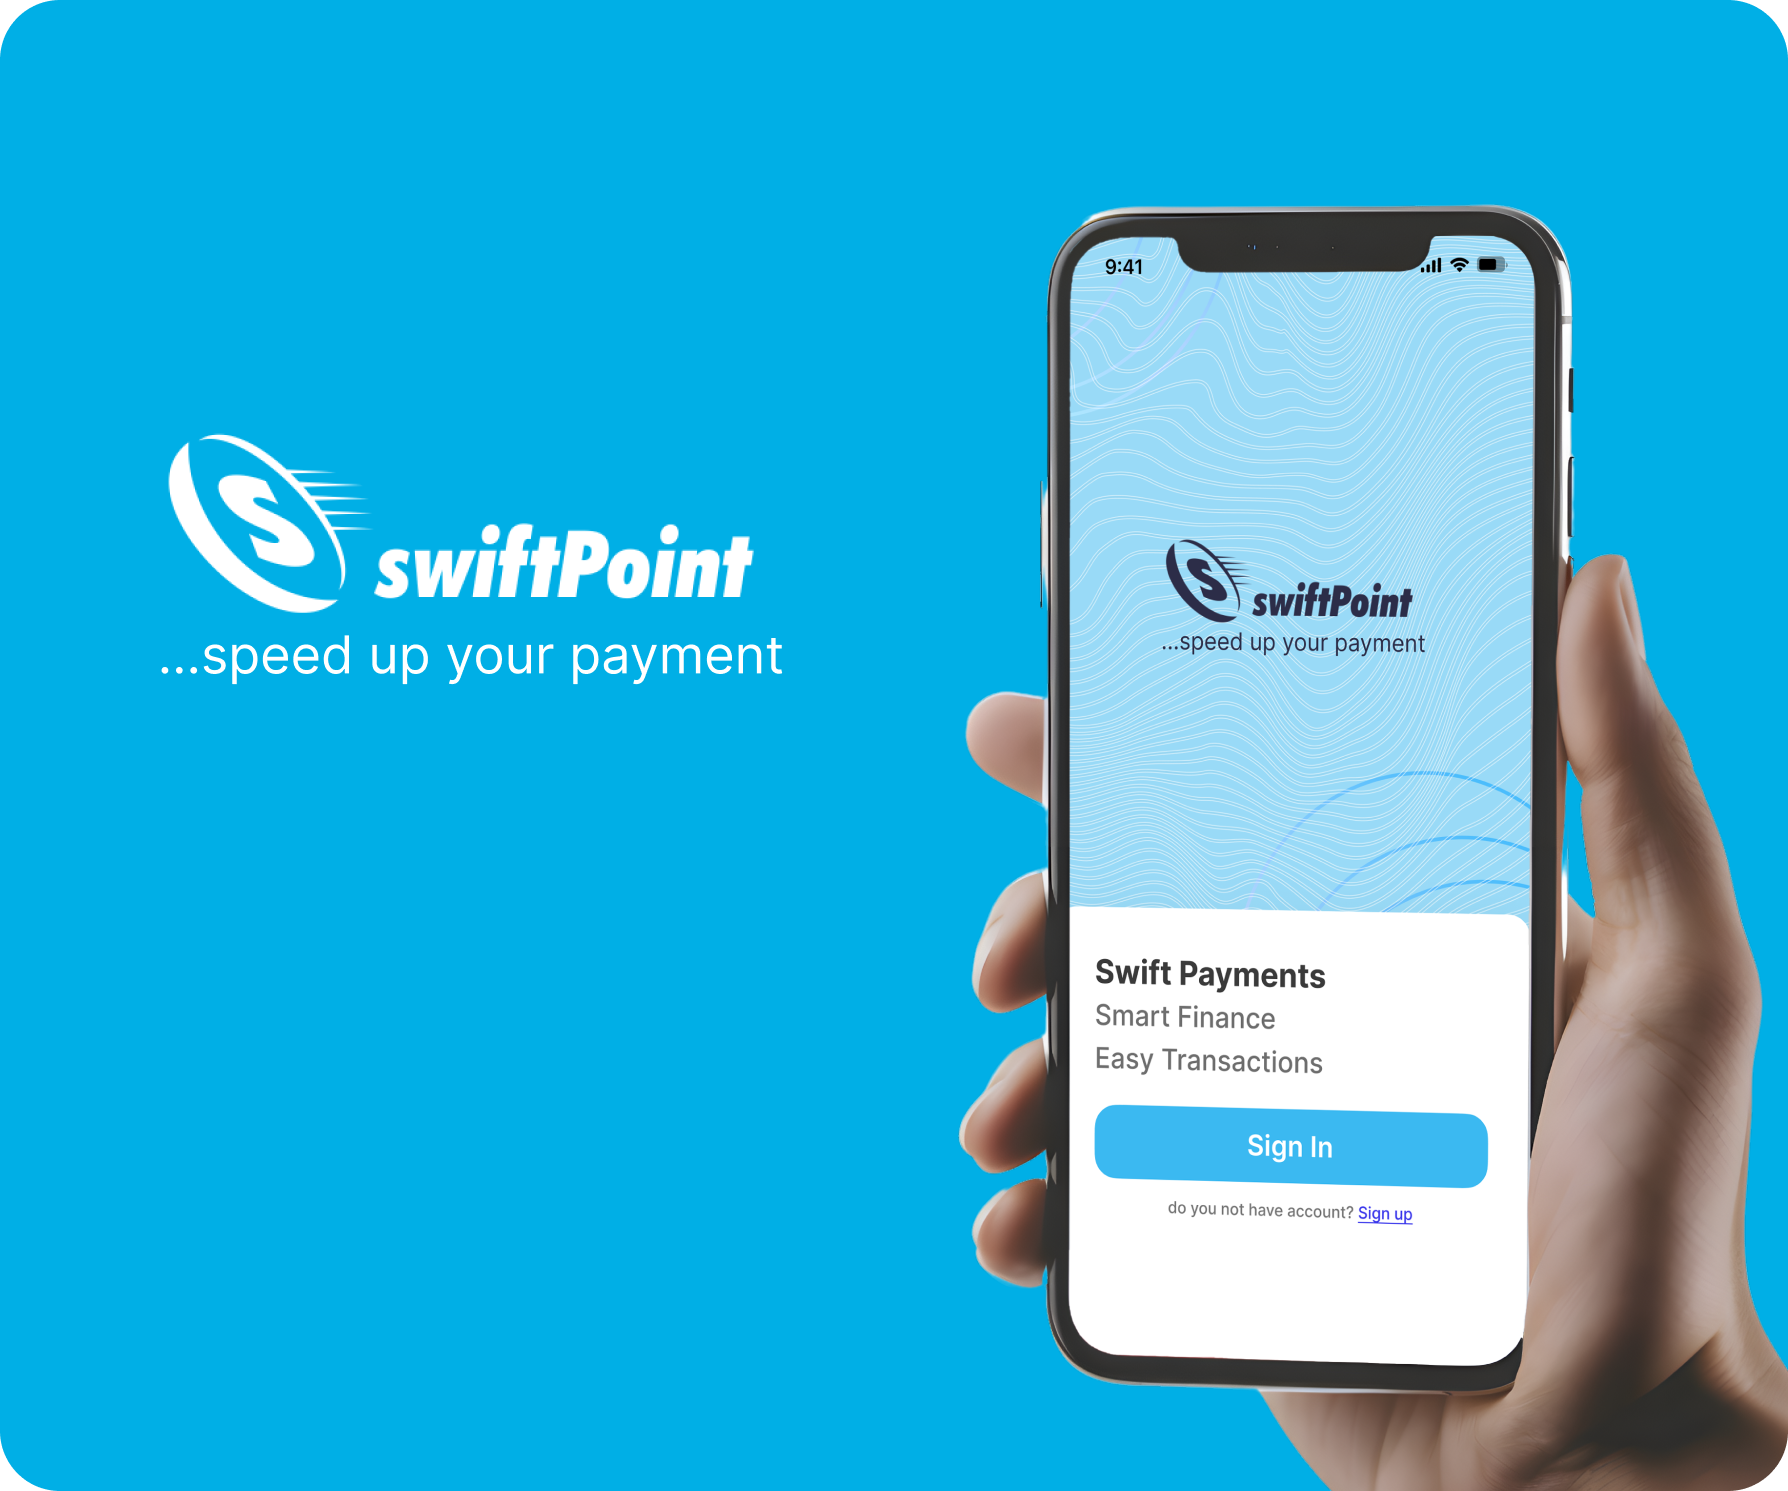 S
swiftPoint
...speed up your payment
9:41
S
swiftPoint
...speed up your payment
Swift Payments
Smart Finance
Easy Transactions
Sign In
do you not have account? Sign up